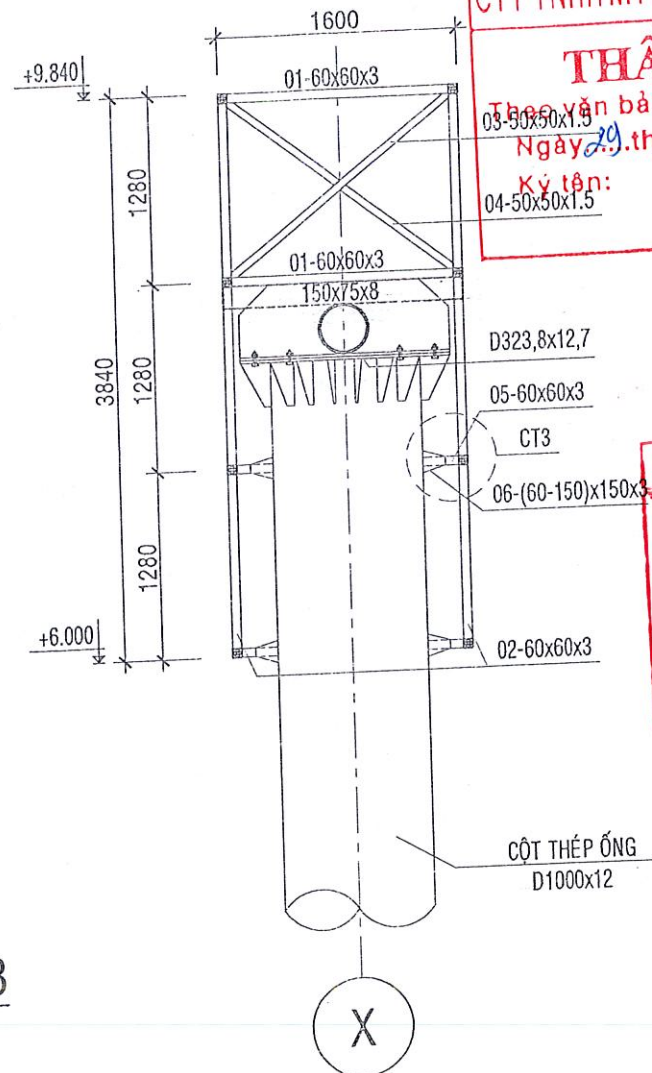 1600
CTY TNHH
+9.840
01-60x60x3
THẨ
Theo văn bả
03-50x50x1.5
Ngày 29 th
Ký tên:
1280
04-50x50x1.5
01-60x60x3
150x75x8
D323,8x12,7
3840
1280
05-60x60x3
CT3
06-(60-150)x150x3
1280
+6.000
02-60x60x3
CỘT THÉP ỐNG
D1000x12
X